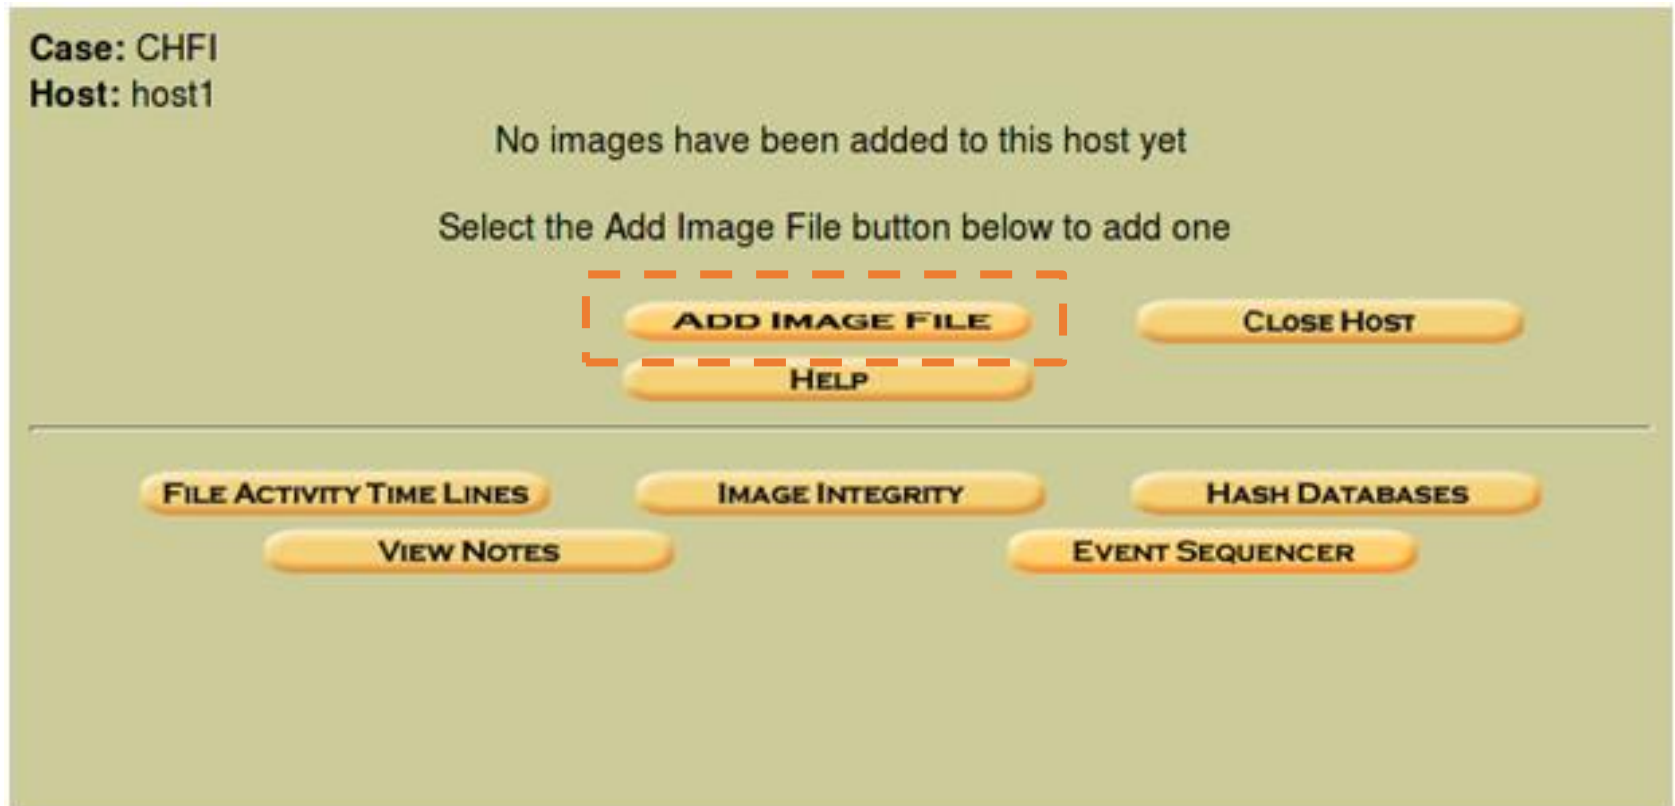 Case: CHFI
Host: host1
No images have been added to this host yet
Select the Add Image File button below to add one
ADD IMAGE FILE
CLOSE HOST
HELP
FILE ACTIVITY TIME LINES
IMAGE INTEGRITY
HASH DATABASES
VIEW NOTES
EVENT SEQUENCER